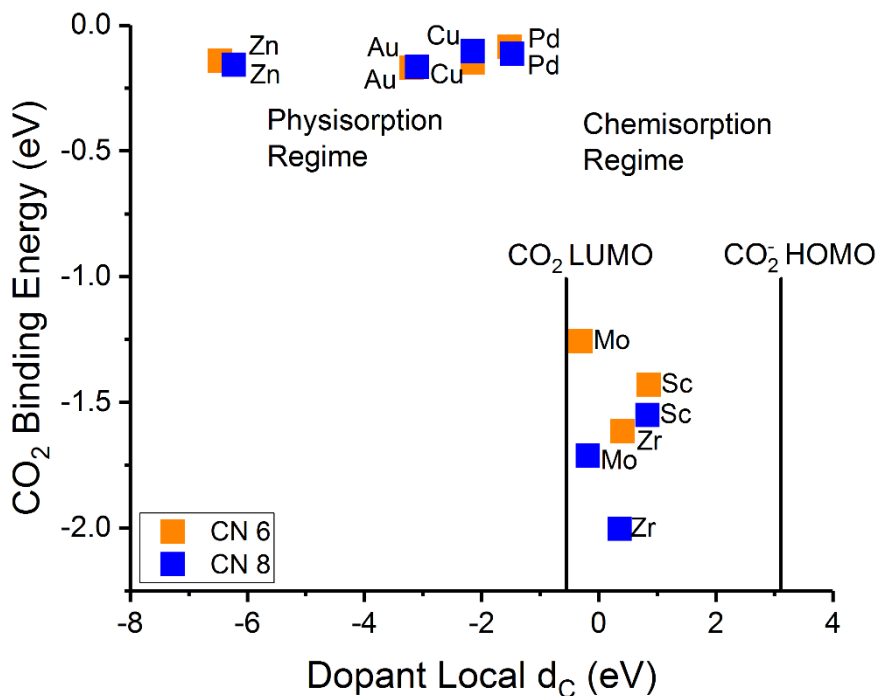 0.0
-0.5
-1.0
-1.5
-2.0
CO₂ Binding Energy (eV)
Zn
Zn
Au
Au
Cu
Cu
Pd
Pd
Physisorption
Regime
Chemisorption
Regime
CO₂ LUMO
CO₂⁻ HOMO
Mo
Sc
Sc
Zr
Mo
Zr
CN 6
CN 8
-8
-6
-4
-2
0
2
4
Dopant Local d_C (eV)